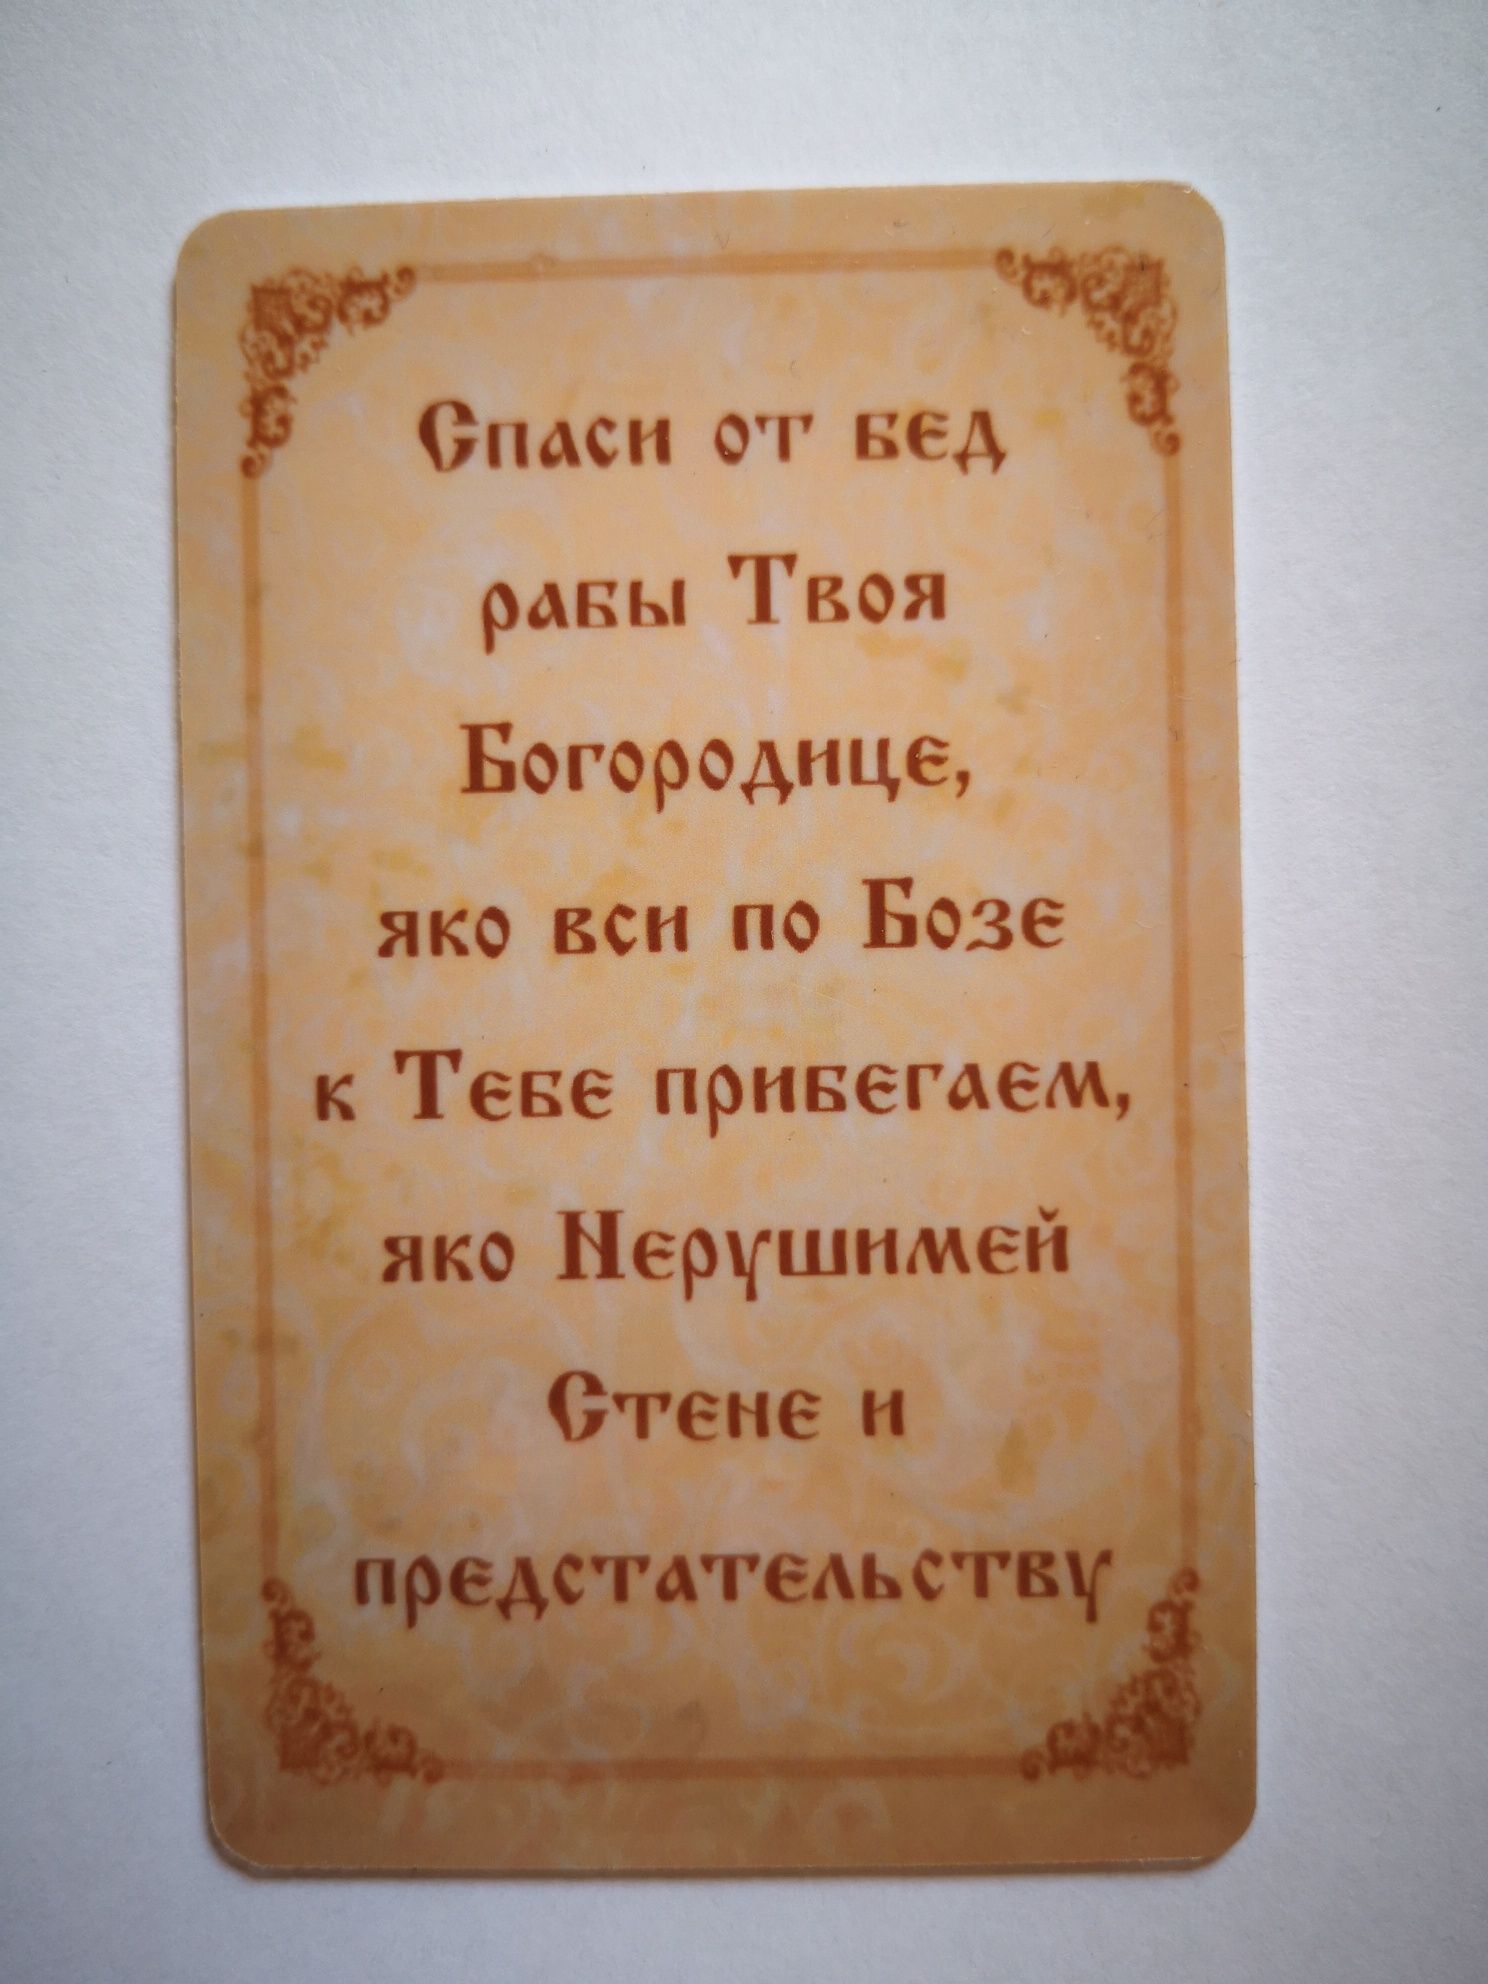 Спаси от бед
рабы Твоя
Богородице,
яко вси по Бозе
к Тебе прибегаем,
яко Нерушимей
Стене и
предстательству